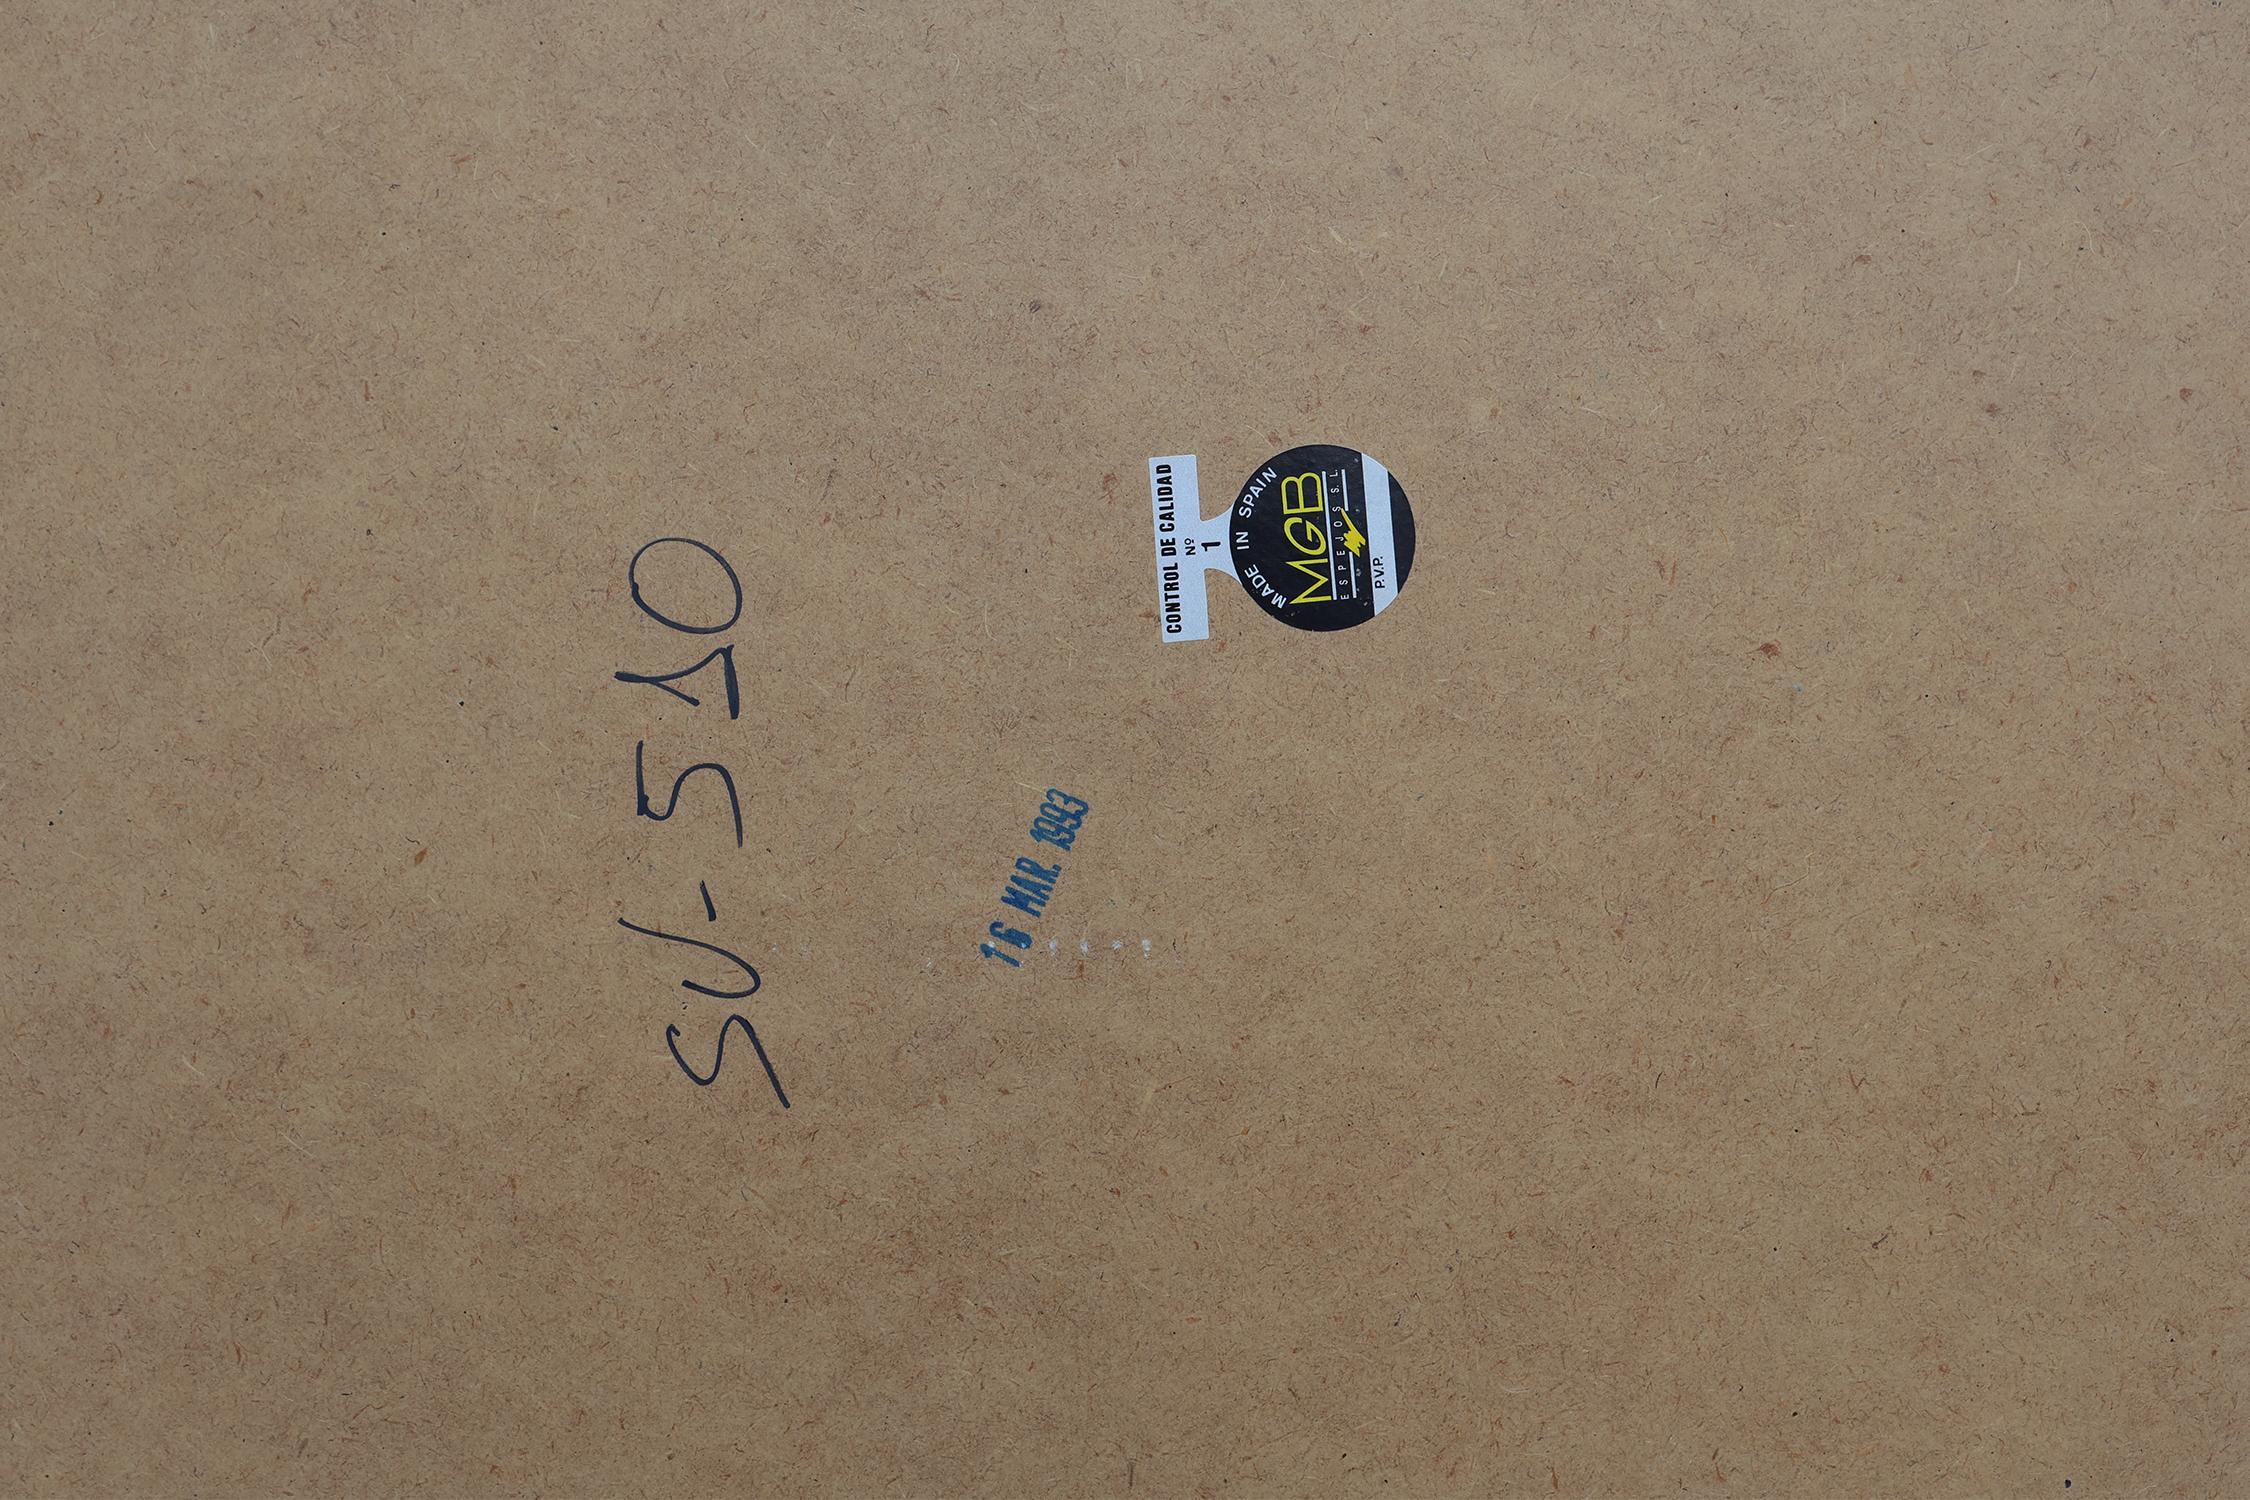 SU-510
16 MAR. 1993
CONTROL DE CALIDAD
Nº
1
MADE IN SPAIN
MGB
ESPEJOS S.L.
P.V.P.